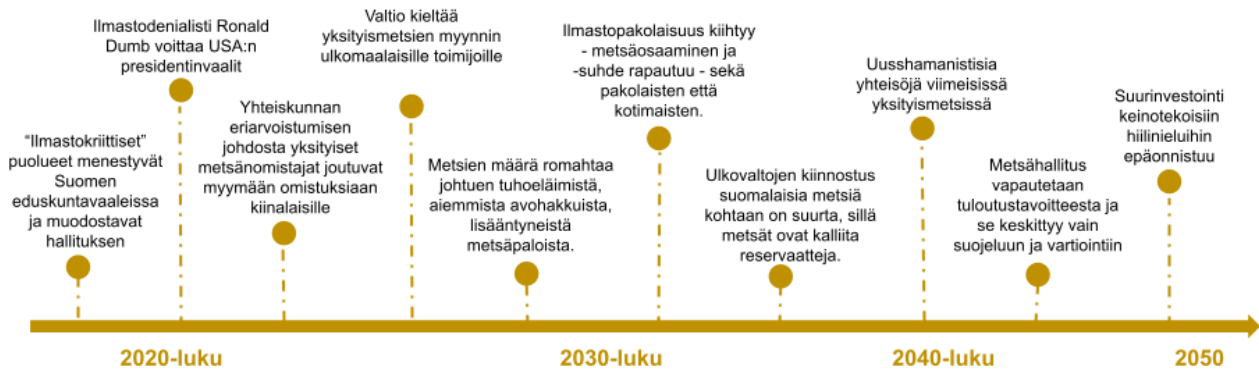 “Ilmastokriittiset”
puolueet menestyvät
Suomen
eduskuntavaaleissa
ja muodostavat
hallituksen
Ilmastodenialisti Ronald
Dumb voittaa USA:n
presidentinvaalit
Yhteiskunnan
eriarvoistumisen
johdosta yksityiset
metsänomistajat joutuvat
myymään omistuksiaan
kiinalaisille
Valtio kieltää
yksityismetsien myynnin
ulkomaalaisille toimijoille
Metsien määrä romahtaa
johtuen tuhoeläimistä,
aiemmista avohakkuista,
lisääntyneistä
metsäpaloista.
Ilmastopakolaisuus kiihtyy
- metsäosaaminen ja
-suhde rapautuu - sekä
pakolaisten että
kotimaisten.
Ulkovaltojen kiinnostus
suomalaisia metsiä
kohtaan on suurta, sillä
metsät ovat kalliita
reservaatteja.
Uusshamanistisia
yhteisöjä viimeisissä
yksityismetsissä
Metsähallitus
vapautetaan
tuloutustavoitteesta ja
se keskittyy vain
suojeluun ja vartiointiin
Suurinvestointi
keinotekoisiin
hiilinieluihin
epäonnistuu
2020-luku
2030-luku
2040-luku
2050